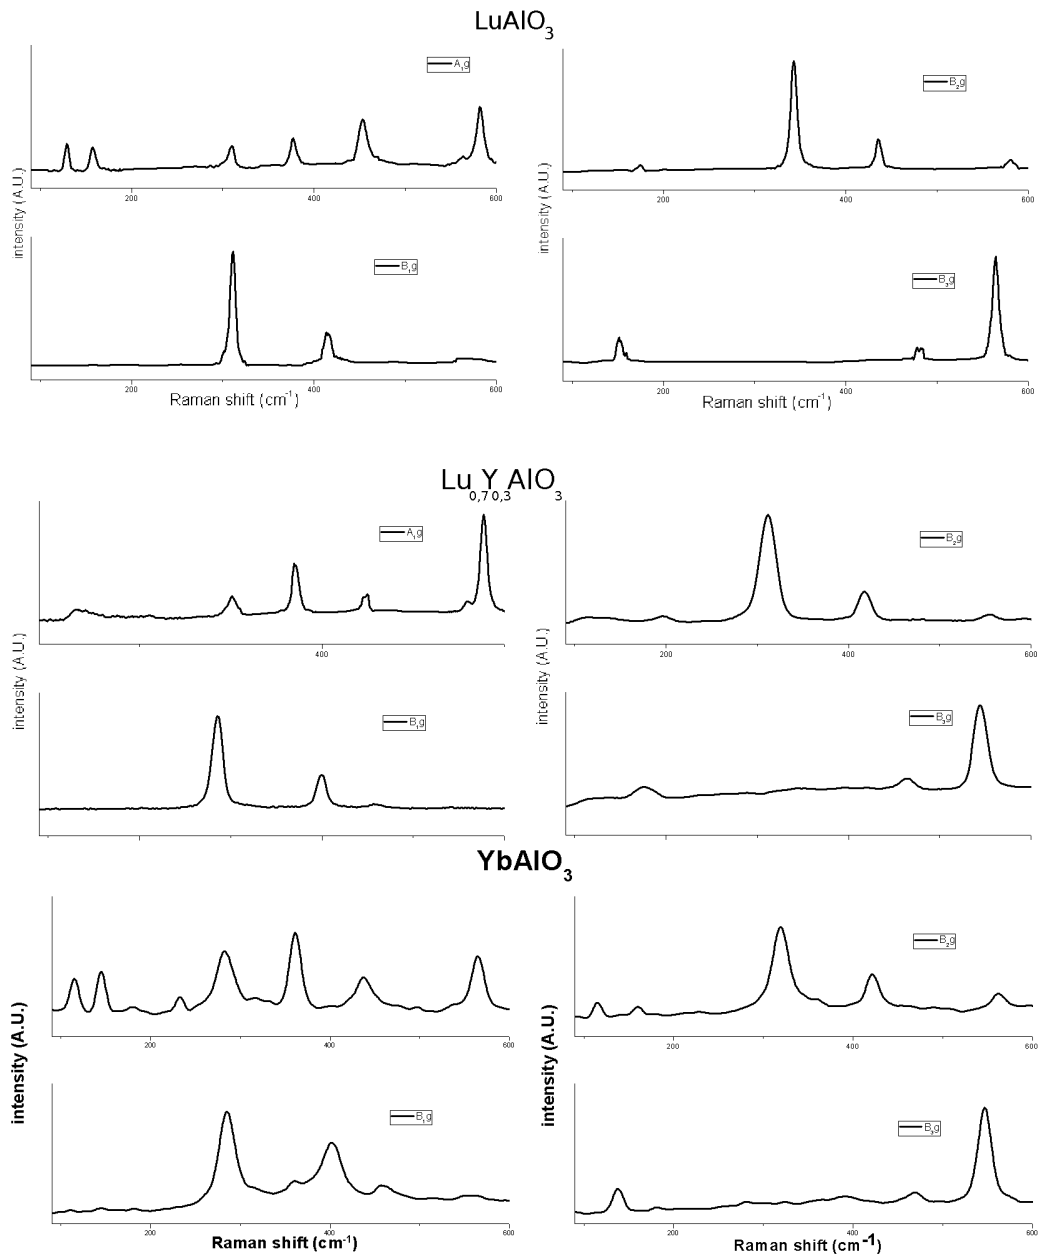 LuAlO₃
A₁g
B₂g
intensity (A.U.)
intensity (A.U.)
200 400 600
200 400 600
B₁g
B₃g
200 400 600
200 400 600
Raman shift (cm⁻¹)
Raman shift (cm⁻¹)
Lu₀,₇Y₀,₃AlO₃
A₁g
B₂g
intensity (A.U.)
intensity (A.U.)
400
200 400 600
B₁g
B₃g
YbAlO₃
B₂g
intensity (A.U.)
intensity (A.U.)
200 400 600
200 400 600
B₁g
B₃g
200 400 600
200 400 600
Raman shift (cm⁻¹)
Raman shift (cm⁻¹)